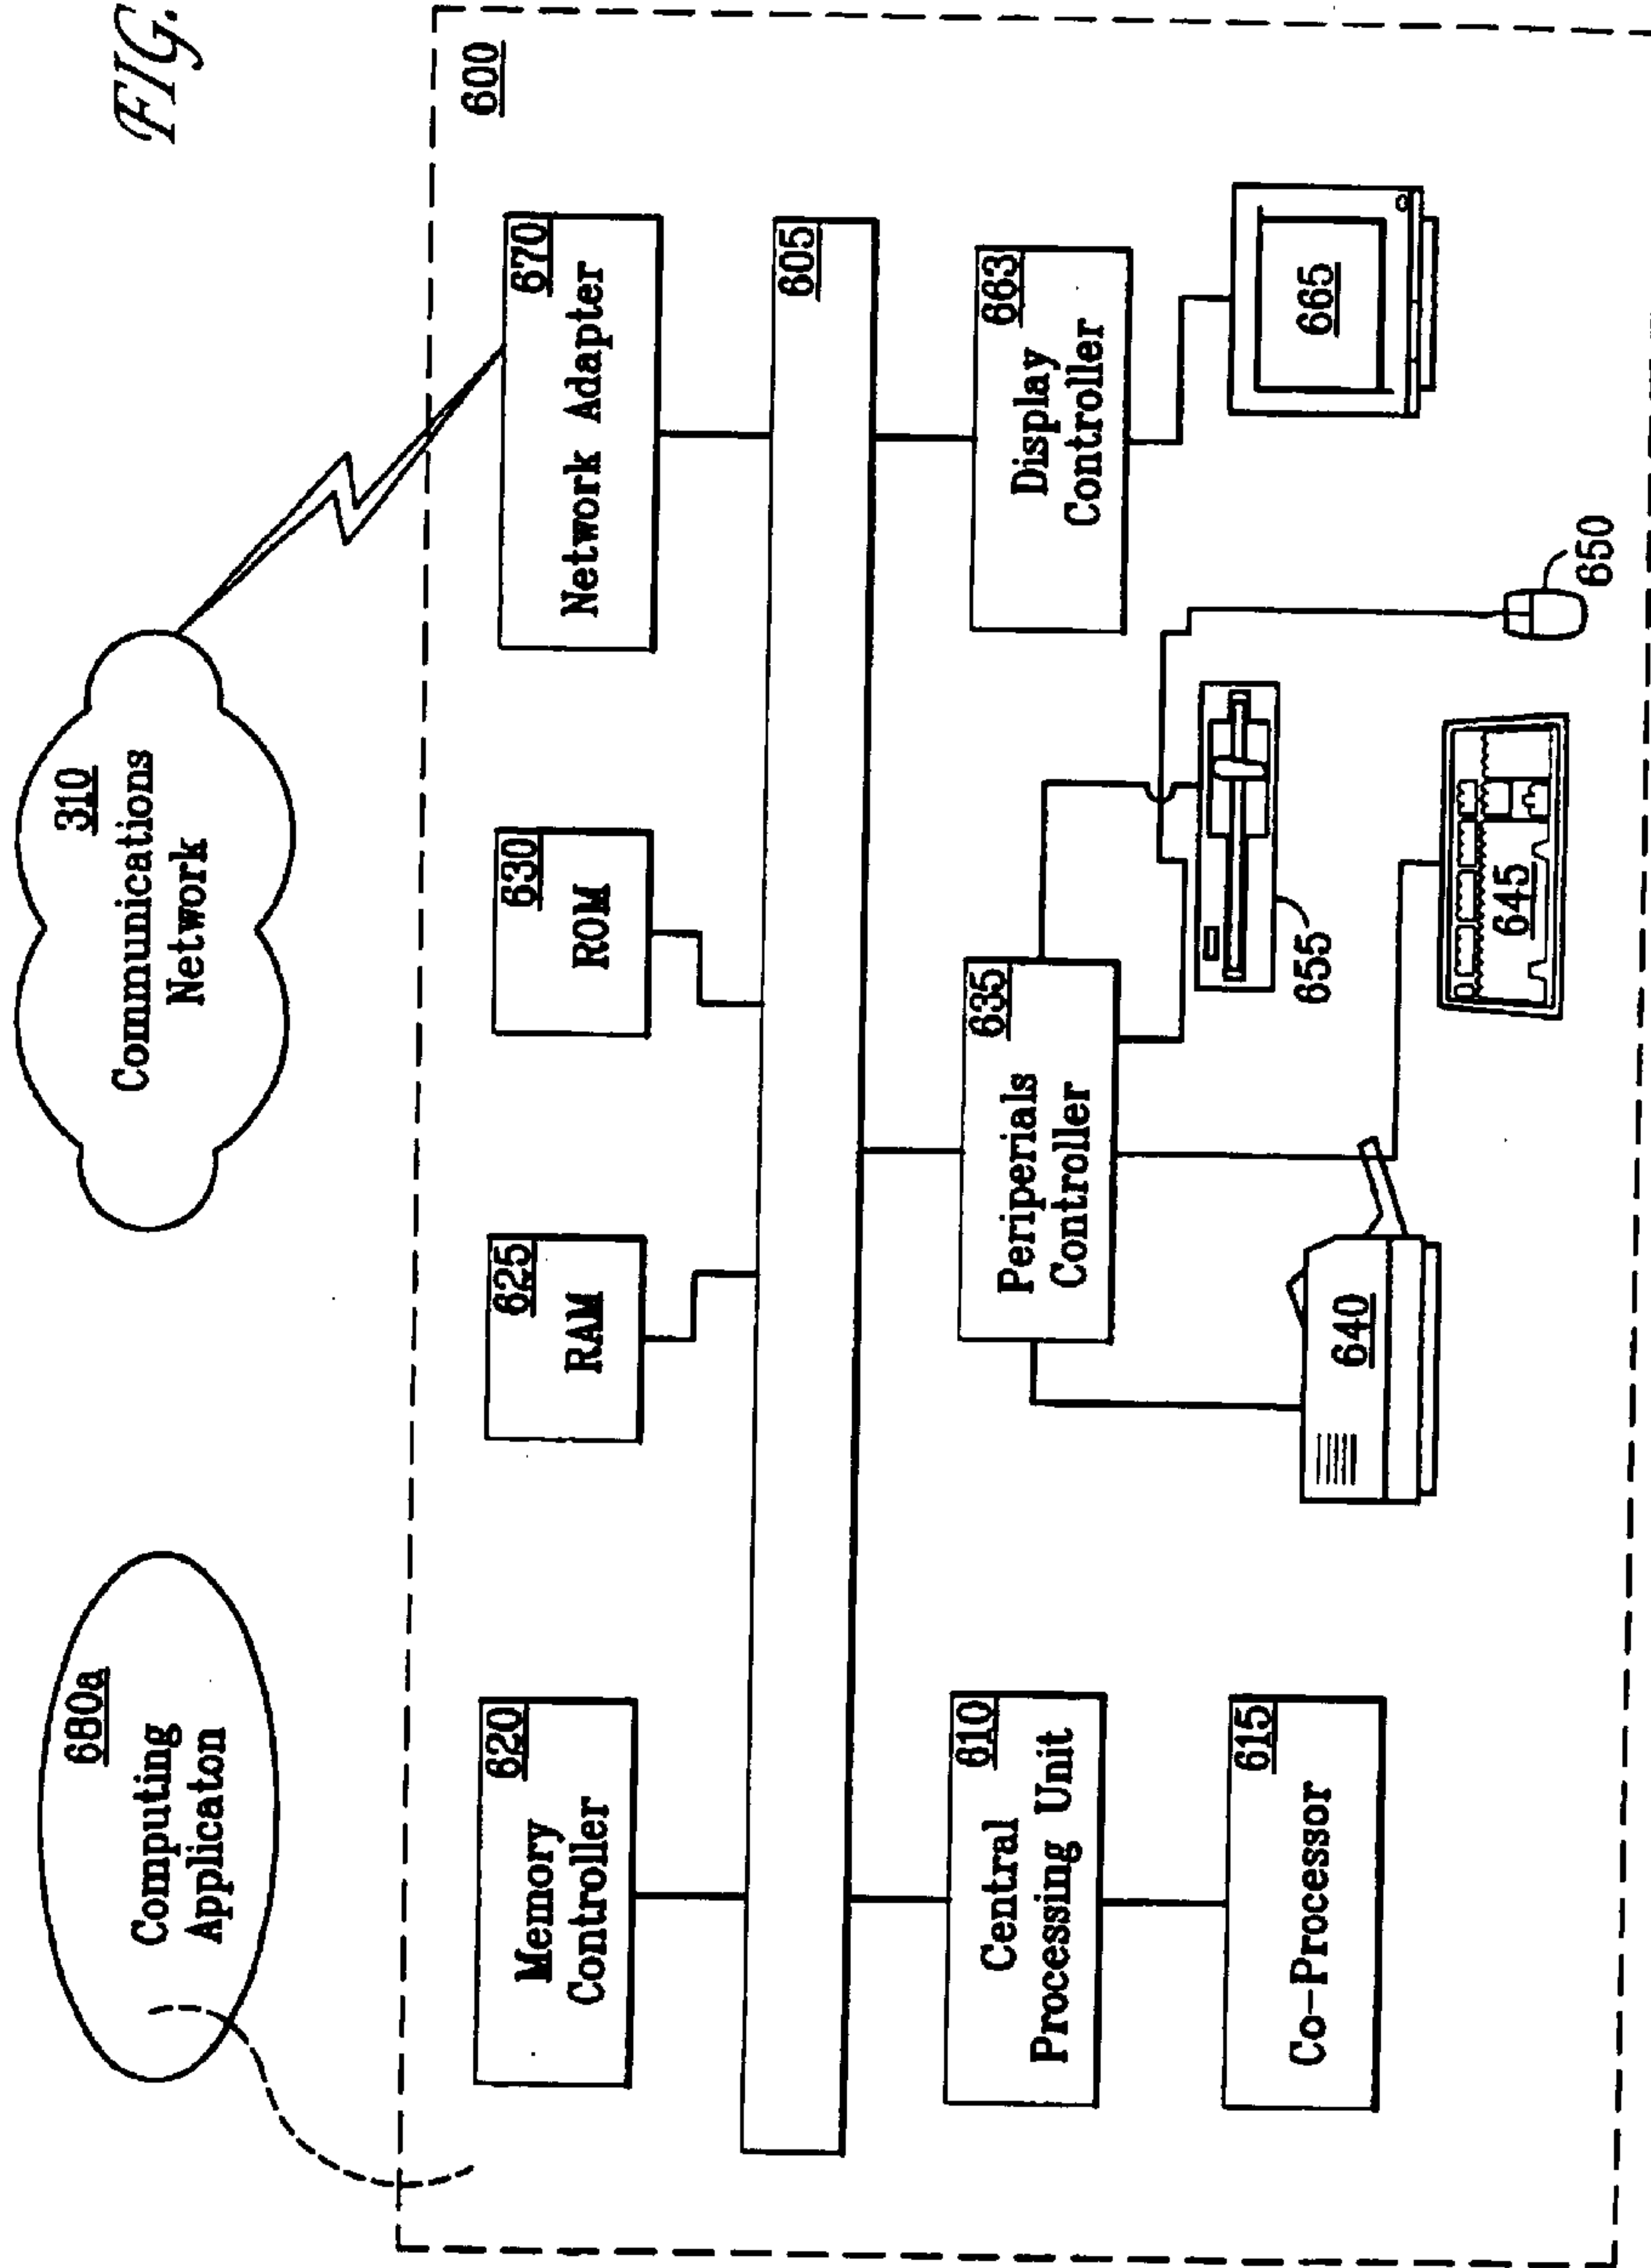 FIG.
680a
Computing
Applicaton
310
Communications
Network
600
620
Memory
Controller
625
RAM
630
ROM
670
Network Adapter
605
610
Central
Processing Unit
635
Periperials
Controller
663
Display
Controller
615
Co-Processor
640
655
645
650
665